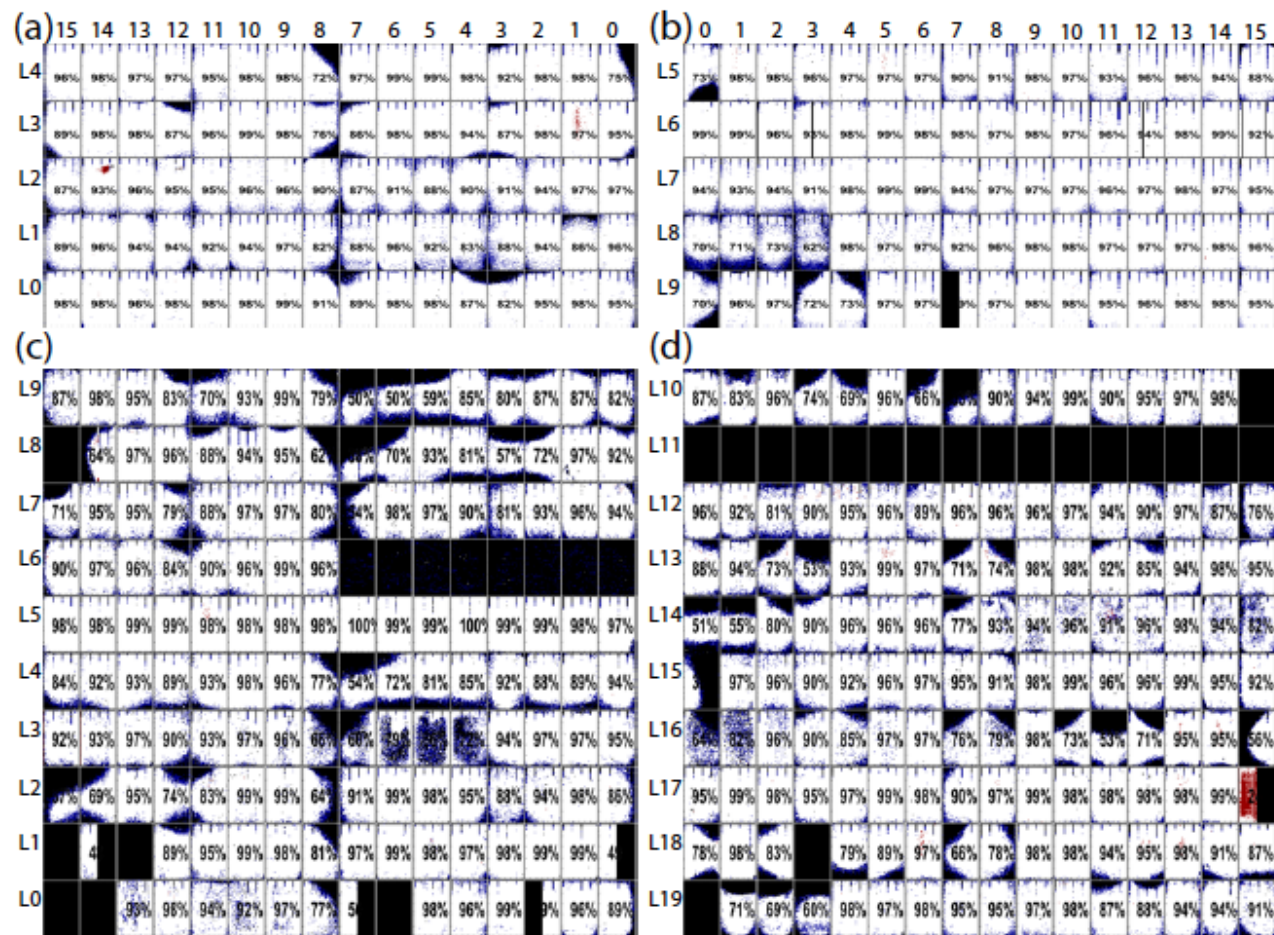 (a) 15 14 13 12 11 10 9 8 7 6 5 4 3 2 1 0
L4 96% 98% 97% 97% 95% 98% 98% 72% 97% 99% 99% 98% 92% 98% 98% 75%
L3 89% 98% 98% 87% 96% 99% 98% 76% 86% 98% 98% 94% 87% 98% 97% 95%
L2 87% 93% 96% 95% 95% 96% 96% 90% 87% 91% 88% 90% 91% 94% 97% 97%
L1 89% 96% 94% 94% 92% 94% 97% 82% 88% 96% 92% 83% 88% 94% 86% 96%
L0 98% 98% 96% 98% 98% 98% 99% 91% 89% 98% 98% 87% 82% 95% 98% 95%
(b) 0 1 2 3 4 5 6 7 8 9 10 11 12 13 14 15
L5 73% 98% 98% 96% 97% 97% 97% 90% 91% 98% 97% 93% 96% 96% 94% 88%
L6 99% 99% 96% 93% 98% 97% 98% 98% 97% 98% 97% 96% 94% 98% 99% 92%
L7 94% 93% 94% 91% 98% 99% 99% 94% 97% 97% 97% 96% 97% 98% 97% 95%
L8 70% 71% 73% 62% 98% 97% 97% 92% 96% 98% 98% 97% 97% 97% 98% 96%
L9 70% 96% 97% 72% 73% 97% 97% 9% 97% 98% 98% 95% 96% 98% 98% 95%
(c)
L9 87% 98% 95% 83% 70% 93% 99% 79% 50% 50% 59% 85% 80% 87% 87% 82%
L8 64% 97% 96% 88% 94% 95% 62% 70% 93% 81% 57% 72% 97% 92%
L7 71% 95% 95% 79% 88% 97% 97% 80% 94% 98% 97% 90% 81% 93% 96% 94%
L6 90% 97% 96% 84% 90% 96% 99% 96%
L5 98% 98% 99% 99% 98% 98% 98% 98% 100% 99% 99% 100% 99% 99% 98% 97%
L4 84% 92% 93% 89% 93% 98% 96% 77% 54% 72% 81% 85% 92% 88% 89% 94%
L3 92% 93% 97% 90% 93% 97% 96% 66% 94% 97% 97% 95%
L2 69% 95% 74% 83% 99% 99% 64% 91% 99% 98% 95% 88% 94% 98% 86%
L1 4 89% 95% 99% 98% 81% 97% 99% 98% 97% 98% 99% 99% 4
L0 93% 96% 94% 92% 97% 77% 5 98% 96% 99% 9% 96% 89%
(d)
L10 87% 83% 96% 74% 69% 96% 66% 90% 94% 99% 90% 95% 97% 98%
L11
L12 96% 92% 81% 90% 95% 96% 89% 96% 96% 96% 97% 94% 90% 97% 87% 76%
L13 88% 94% 73% 53% 93% 99% 97% 71% 74% 98% 98% 92% 85% 94% 98% 95%
L14 51% 55% 80% 90% 96% 96% 96% 77% 93% 94% 96% 91% 96% 98% 94% 82%
L15 3 97% 96% 90% 92% 96% 97% 95% 91% 98% 99% 96% 96% 99% 95% 92%
L16 64% 82% 96% 90% 85% 97% 97% 76% 79% 98% 73% 53% 71% 95% 95% 56%
L17 95% 99% 98% 95% 97% 99% 98% 90% 97% 99% 98% 98% 98% 98% 99% 2
L18 78% 98% 83% 79% 89% 97% 66% 78% 98% 98% 94% 95% 98% 91% 87%
L19 71% 69% 60% 98% 97% 98% 95% 95% 97% 98% 87% 88% 94% 94% 91%